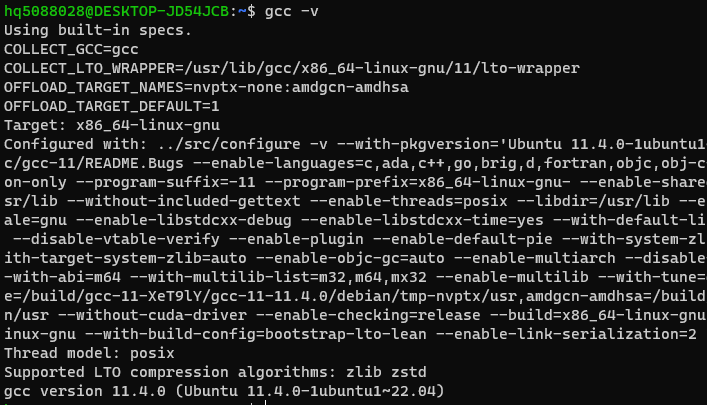 hq5088028@DESKTOP-JD54JCB:~$ gcc -v
Using built-in specs.
COLLECT_GCC=gcc
COLLECT_LTO_WRAPPER=/usr/lib/gcc/x86_64-linux-gnu/11/lto-wrapper
OFFLOAD_TARGET_NAMES=nvptx-none:amdgcn-amdhsa
OFFLOAD_TARGET_DEFAULT=1
Target: x86_64-linux-gnu
Configured with: ../src/configure -v --with-pkgversion='Ubuntu 11.4.0-1ubuntu1
c/gcc-11/README.Bugs --enable-languages=c,ada,c++,go,brig,d,fortran,objc,obj-c
on-only --program-suffix=-11 --program-prefix=x86_64-linux-gnu- --enable-share
sr/lib --without-included-gettext --enable-threads=posix --libdir=/usr/lib --e
ale=gnu --enable-libstdcxx-debug --enable-libstdcxx-time=yes --with-default-li
--disable-vtable-verify --enable-plugin --enable-default-pie --with-system-zl
ith-target-system-zlib=auto --enable-objc-gc=auto --enable-multiarch --disable
-with-abi=m64 --with-multilib-list=m32,m64,mx32 --enable-multilib --with-tune=
e=/build/gcc-11-XeT9lY/gcc-11-11.4.0/debian/tmp-nvptx/usr,amdgcn-amdhsa=/build
n/usr --without-cuda-driver --enable-checking=release --build=x86_64-linux-gnu
inux-gnu --with-build-config=bootstrap-lto-lean --enable-link-serialization=2
Thread model: posix
Supported LTO compression algorithms: zlib zstd
gcc version 11.4.0 (Ubuntu 11.4.0-1ubuntu1~22.04)